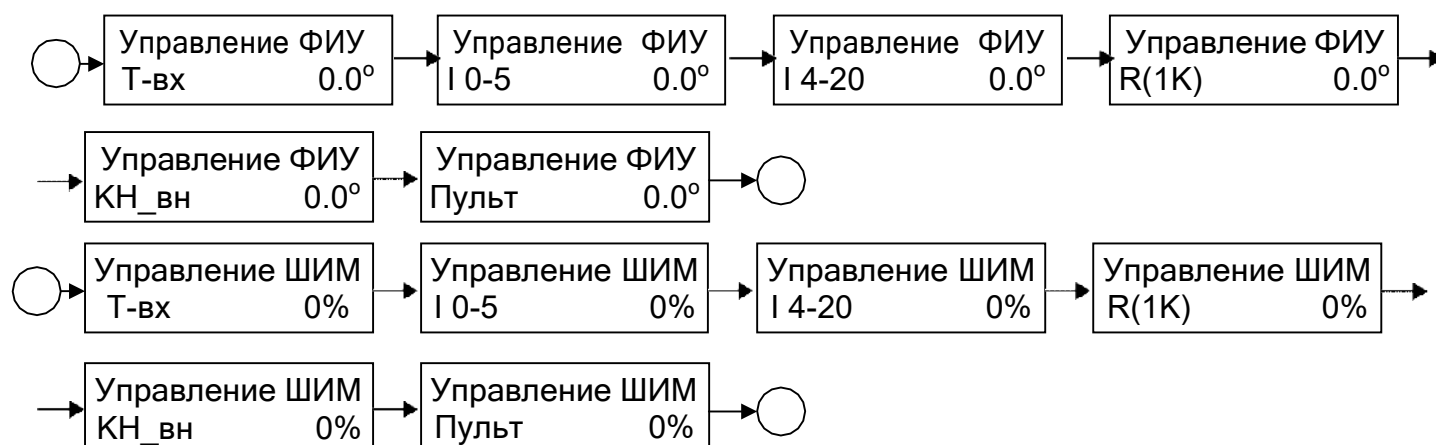 Управление ФИУ
Т-вх 0.0º
Управление ФИУ
I 0-5 0.0º
Управление ФИУ
I 4-20 0.0º
Управление ФИУ
R(1K) 0.0º
Управление ФИУ
КН_вн 0.0º
Управление ФИУ
Пульт 0.0º
Управление ШИМ
Т-вх 0%
Управление ШИМ
I 0-5 0%
Управление ШИМ
I 4-20 0%
Управление ШИМ
R(1K) 0%
Управление ШИМ
КН_вн 0%
Управление ШИМ
Пульт 0%